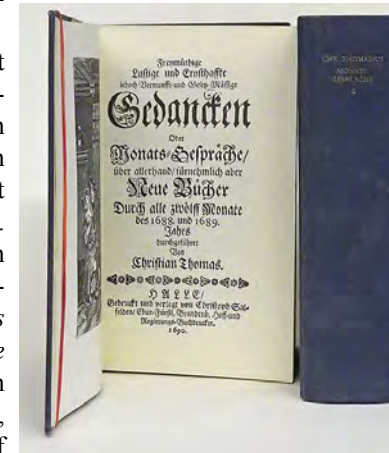 Freymüthige
Lustige und Ernsthaffte
iedoch Vernunfft- und Gesetz-Mäßige
Gedancken
Oder
Monats-Gespräche/
über allerhand/ fürnehmlich aber
Neue Bücher
Durch alle zwölff Monate
des 1688. und 1689.
Jahrs
durchgeführet
Von
Christian Thomas.
HALLE/
Gedruckt und verlegt von Christoph Sal-
felden/ Chur-Fürstl. Brandenb. Hoff-und
Regierungs-Buchdrucker.
1690.
CHR. THOMASIUS
MONATS-
GESPRÄCHE